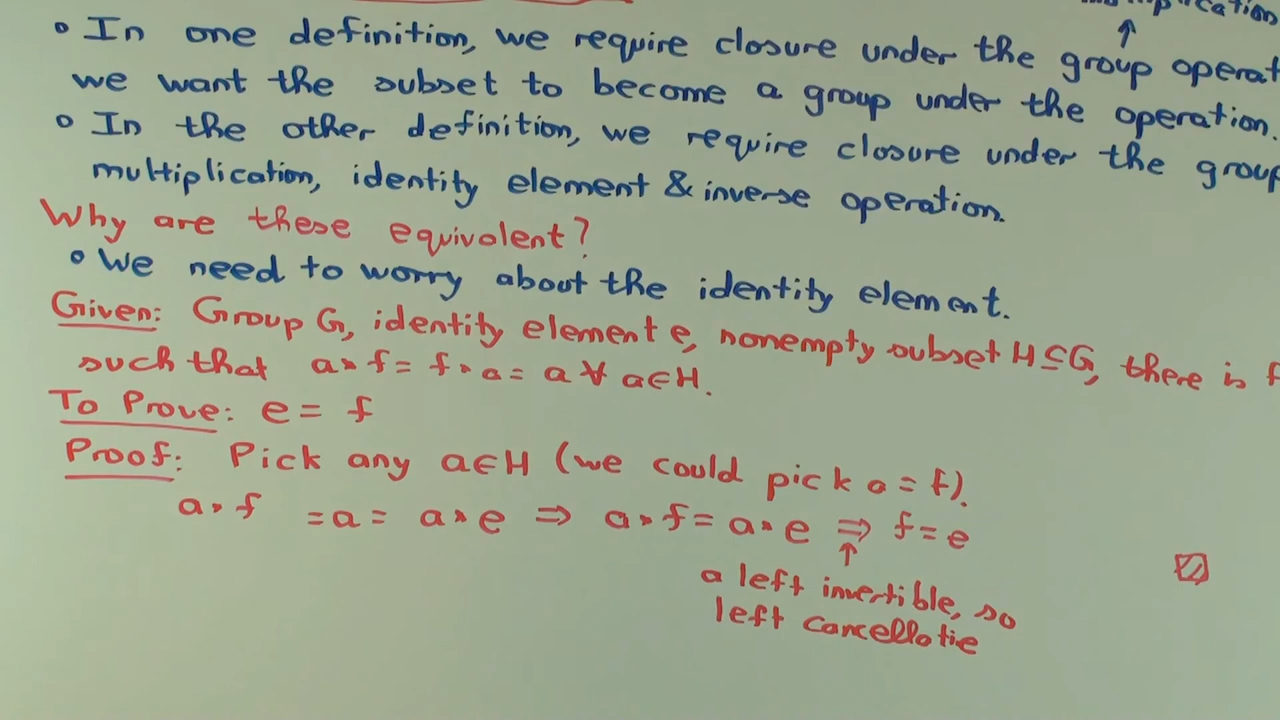 • In one definition, we require closure under the group operat
we want the subset to become a group under the operation.
• In the other definition, we require closure under the group
multiplication, identity element & inverse operation.
Why are these equivolent?
• We need to worry about the identity element.
Given: Group G, identity element e, nonempty subset H⊆G, there is f
such that a * f = f * a = a ∀ a∈H.
To Prove: e = f
Proof: Pick any a∈H (we could pick a = f).
a * f = a = a * e ⇒ a * f = a * e ⇒ f = e
↑
a left invertible, so
left cancellatie